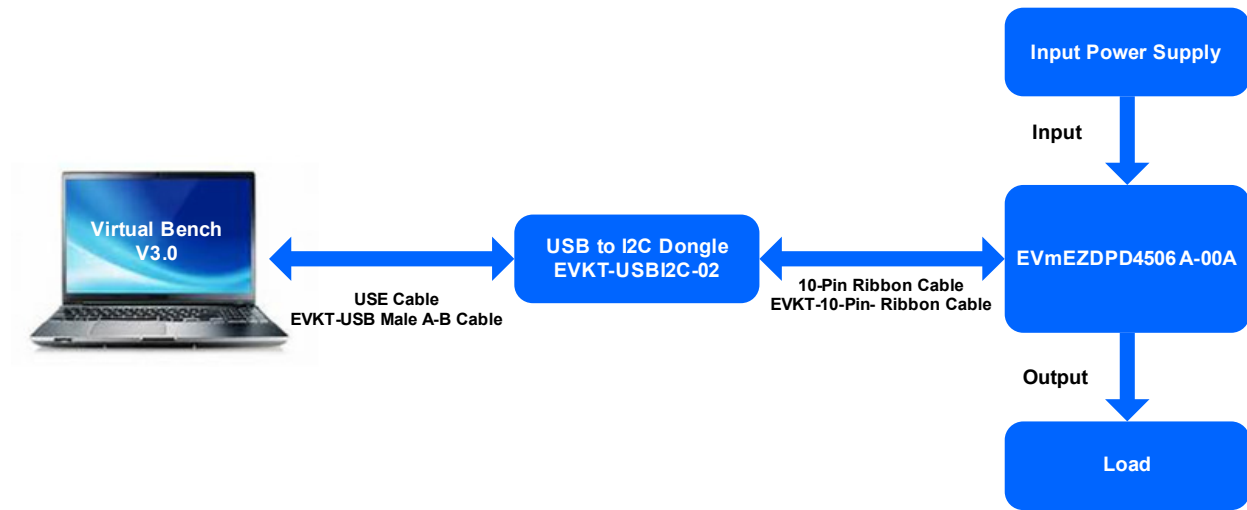 Input Power Supply
Input
Virtual Bench
V3.0
USB to I2C Dongle
EVKT-USBI2C-02
EVmEZDPD4506A-00A
USE Cable
EVKT-USB Male A-B Cable
10-Pin Ribbon Cable
EVKT-10-Pin- Ribbon Cable
Output
Load